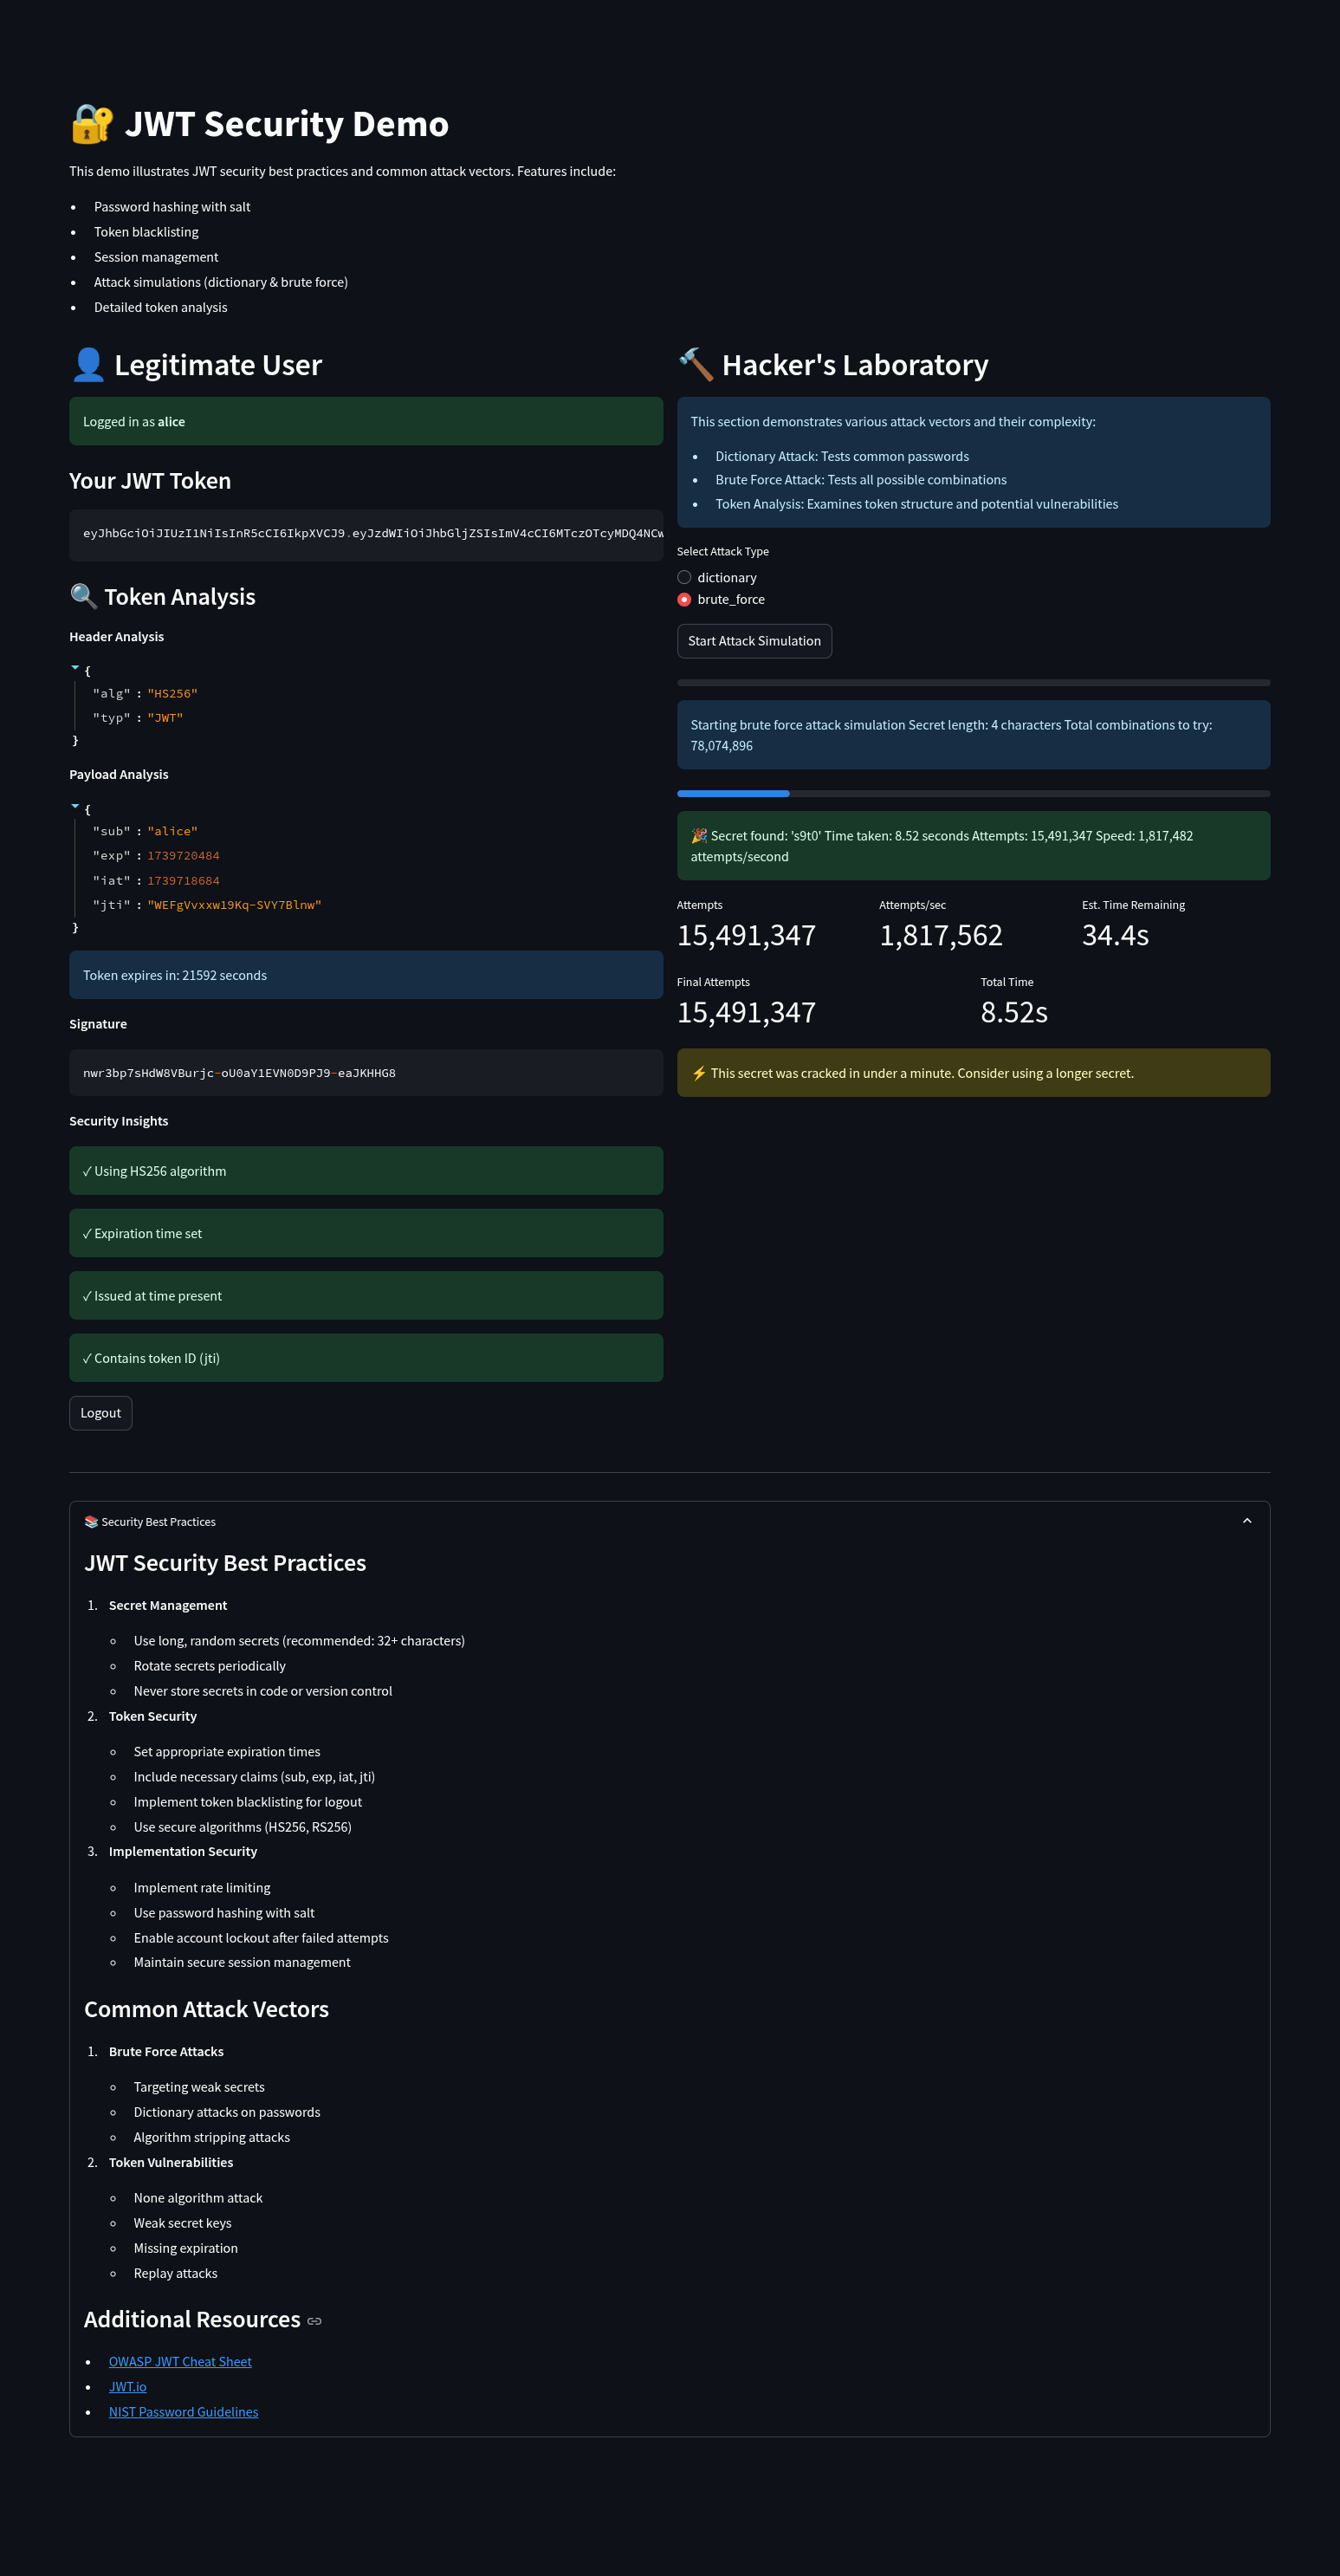 🔐 JWT Security Demo
This demo illustrates JWT security best practices and common attack vectors. Features include:
• Password hashing with salt
• Token blacklisting
• Session management
• Attack simulations (dictionary & brute force)
• Detailed token analysis
👤 Legitimate User
Logged in as alice
Your JWT Token
eyJhbGciOiJIUzI1NiIsInR5cCI6IkpXVCJ9.eyJzdWIiOiJhbGljZSIsImV4cCI6MTczOTcyMDQ4NCw
🔍 Token Analysis
Header Analysis
{
"alg" : "HS256"
"typ" : "JWT"
}
Payload Analysis
{
"sub" : "alice"
"exp" : 1739720484
"iat" : 1739718684
"jti" : "WEFgVvxxw19Kq-SVY7Blnw"
}
Token expires in: 21592 seconds
Signature
nwr3bp7sHdW8VBurjc-oU0aY1EVN0D9PJ9-eaJKHHG8
Security Insights
✓ Using HS256 algorithm
✓ Expiration time set
✓ Issued at time present
✓ Contains token ID (jti)
Logout
🔨 Hacker's Laboratory
This section demonstrates various attack vectors and their complexity:
• Dictionary Attack: Tests common passwords
• Brute Force Attack: Tests all possible combinations
• Token Analysis: Examines token structure and potential vulnerabilities
Select Attack Type
dictionary
brute_force
Start Attack Simulation
Starting brute force attack simulation Secret length: 4 characters Total combinations to try:
78,074,896
🎉 Secret found: 's9t0' Time taken: 8.52 seconds Attempts: 15,491,347 Speed: 1,817,482
attempts/second
Attempts Attempts/sec Est. Time Remaining
15,491,347 1,817,562 34.4s
Final Attempts Total Time
15,491,347 8.52s
⚡ This secret was cracked in under a minute. Consider using a longer secret.
📚 Security Best Practices
JWT Security Best Practices
1. Secret Management
◦ Use long, random secrets (recommended: 32+ characters)
◦ Rotate secrets periodically
◦ Never store secrets in code or version control
2. Token Security
◦ Set appropriate expiration times
◦ Include necessary claims (sub, exp, iat, jti)
◦ Implement token blacklisting for logout
◦ Use secure algorithms (HS256, RS256)
3. Implementation Security
◦ Implement rate limiting
◦ Use password hashing with salt
◦ Enable account lockout after failed attempts
◦ Maintain secure session management
Common Attack Vectors
1. Brute Force Attacks
◦ Targeting weak secrets
◦ Dictionary attacks on passwords
◦ Algorithm stripping attacks
2. Token Vulnerabilities
◦ None algorithm attack
◦ Weak secret keys
◦ Missing expiration
◦ Replay attacks
Additional Resources
• OWASP JWT Cheat Sheet
• JWT.io
• NIST Password Guidelines